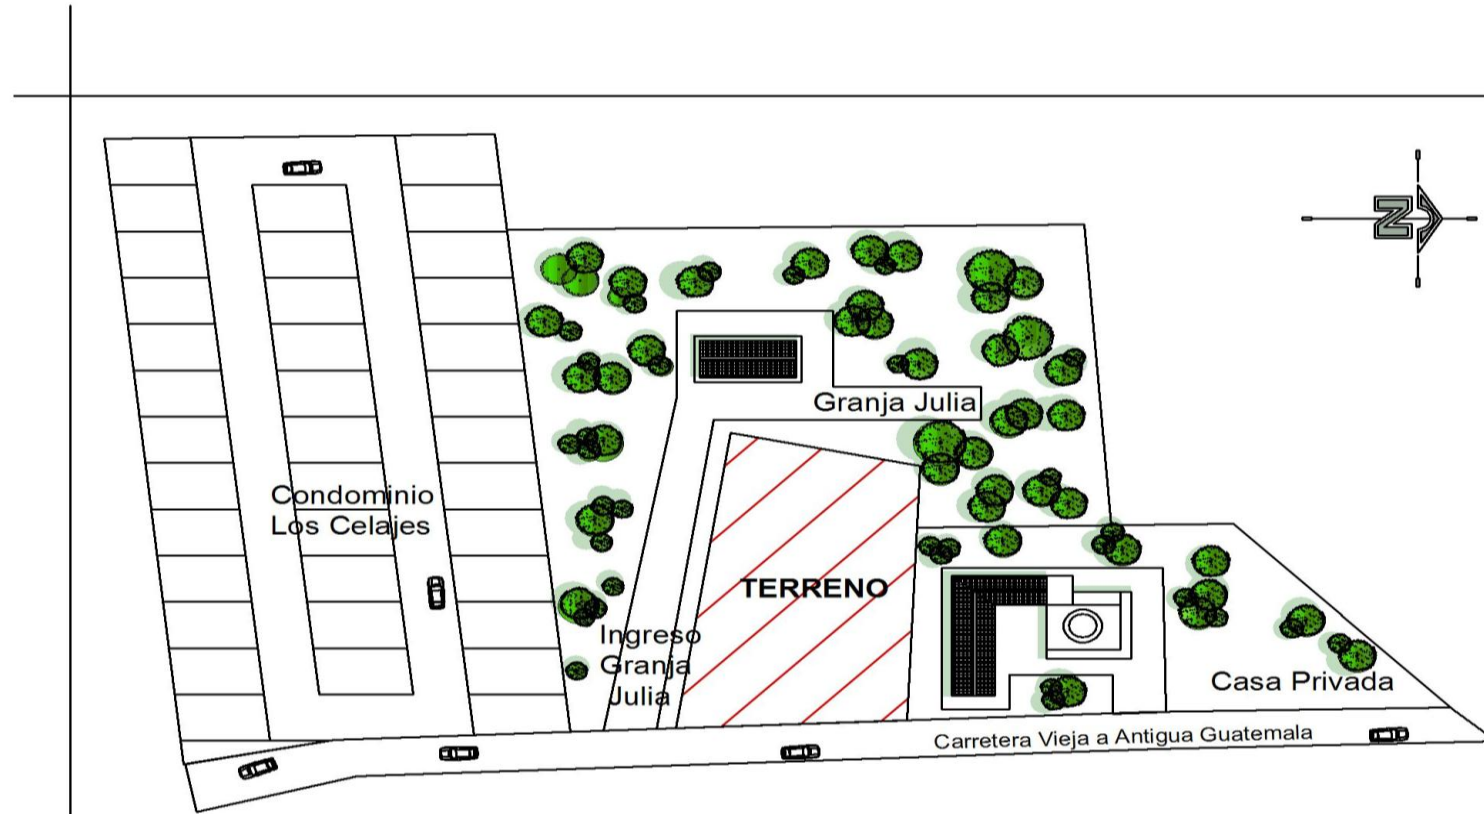 N
Granja Julia
Condominio
Los Celajes
TERRENO
Ingreso
Granja
Julia
Casa Privada
Carretera Vieja a Antigua Guatemala